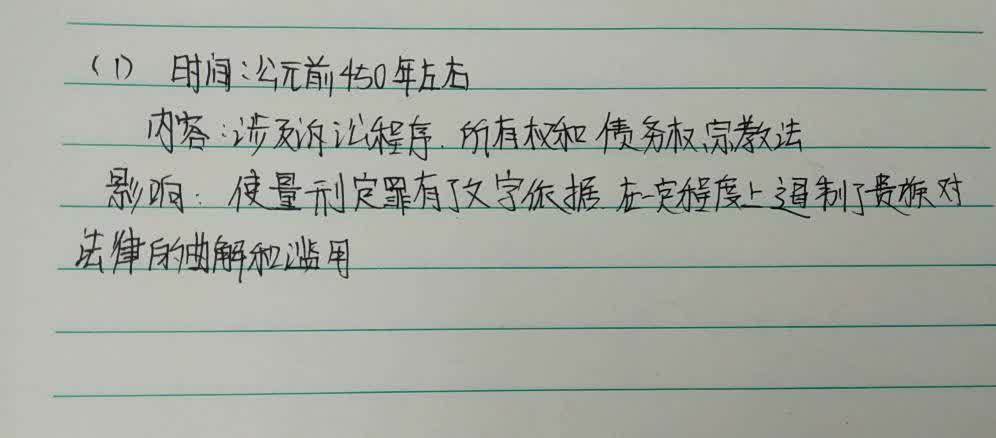 （1） 时间：公元前450年左右
内容：涉及诉讼程序、所有权和债务权、宗教法
影响：使量刑定罪有了文字依据 在一定程度上遏制了贵族对
法律的曲解和滥用